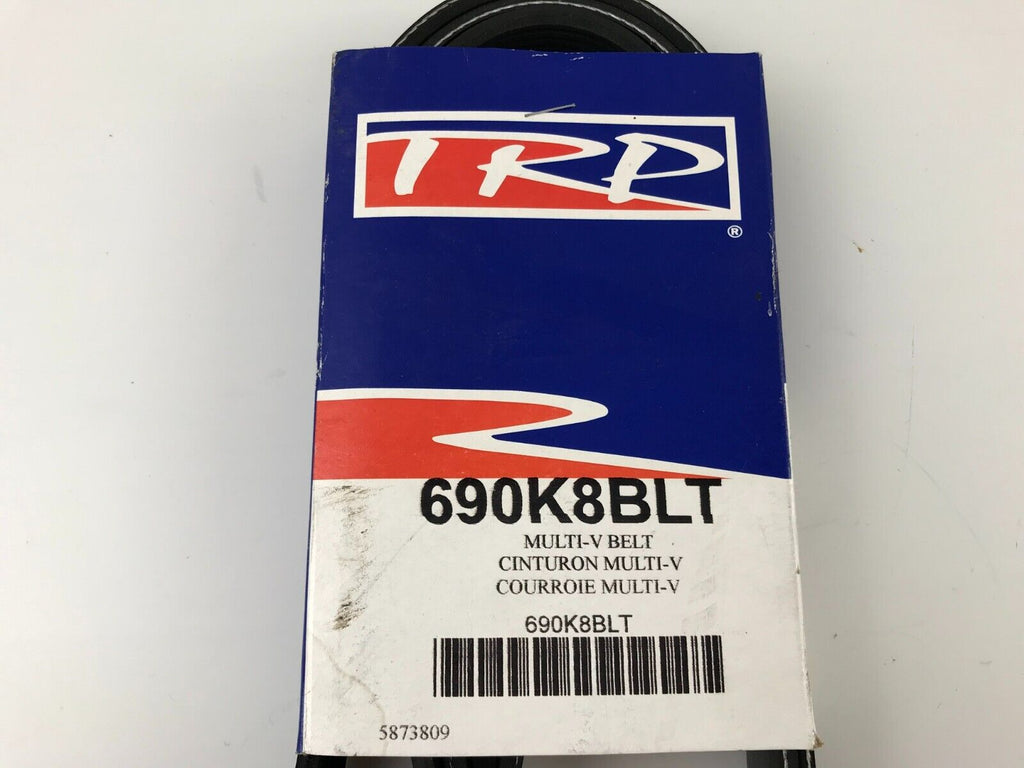 TRP
®
690K8BLT
MULTI-V BELT
CINTURON MULTI-V
COURROIE MULTI-V
690K8BLT
5873809